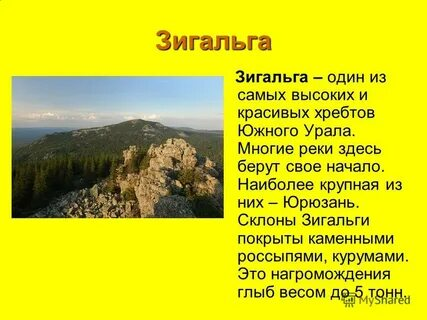 Зигальга
Зигальга – один из
самых высоких и
красивых хребтов
Южного Урала.
Многие реки здесь
берут свое начало.
Наиболее крупная из
них – Юрюзань.
Склоны Зигальги
покрыты каменными
россыпями, курумами.
Это нагромождения
глыб весом до 5 тонн.
MyShared